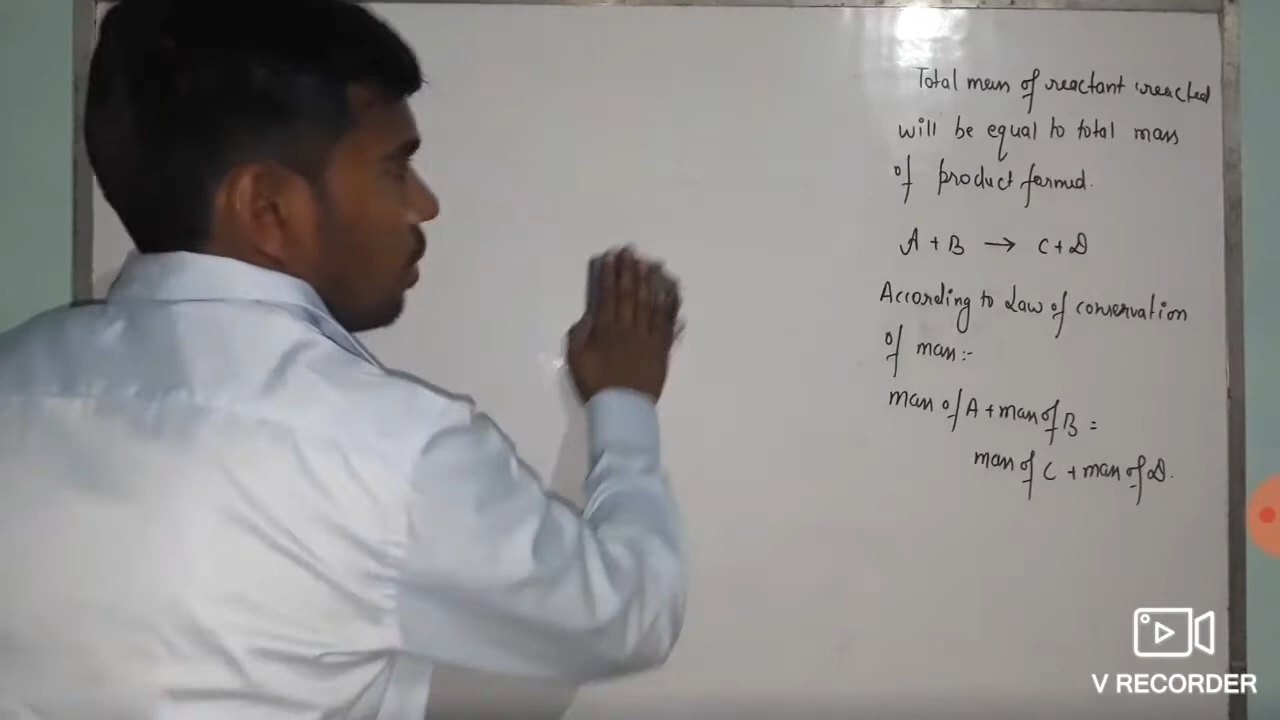 Total mass of reactant reacted
will be equal to total mass
of product formed.
A + B → C + D
According to Law of conservation
of mass:-
mass of A + mass of B =
mass of C + mass of D.
V RECORDER